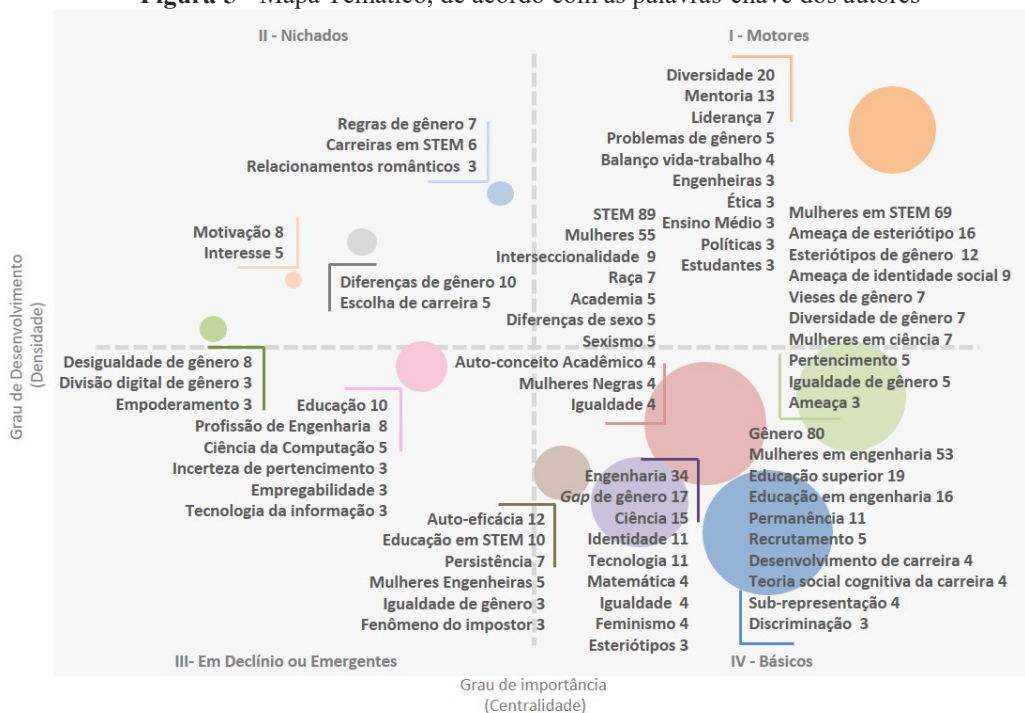 Figura - Mapa Temático, de acordo com as palavras-chave dos autores
II - Nichados
I - Motores
Diversidade 20
Mentoria 13
Liderança 7
Problemas de gênero 5
Balanço vida-trabalho 4
Engenheiras 3
Ética 3
Ensino Médio 3
Políticas 3
Estudantes 3
Regras de gênero 7
Carreiras em STEM 6
Relacionamentos românticos 3
Motivação 8
Interesse 5
Diferenças de gênero 10
Escolha de carreira 5
STEM 89
Mulheres 55
Interseccionalidade 9
Raça 7
Academia 5
Diferenças de sexo 5
Sexismo 5
Auto-conceito Acadêmico 4
Mulheres Negras 4
Igualdade 4
Mulheres em STEM 69
Ameaça de esteriótipo 16
Esteriótipos de gênero 12
Ameaça de identidade social 9
Vieses de gênero 7
Diversidade de gênero 7
Mulheres em ciência 7
Pertencimento 5
Igualdade de gênero 5
Ameaça 3
Desigualdade de gênero 8
Divisão digital de gênero 3
Empoderamento 3
Educação 10
Profissão de Engenharia 8
Ciência da Computação 5
Incerteza de pertencimento 3
Empregabilidade 3
Tecnologia da informação 3
Auto-eficácia 12
Educação em STEM 10
Persistência 7
Mulheres Engenheiras 5
Igualdade de gênero 3
Fenômeno do impostor 3
Engenharia 34
Gap de gênero 17
Ciência 15
Identidade 11
Tecnologia 11
Matemática 4
Igualdade 4
Feminismo 4
Esteriótipos 3
Gênero 80
Mulheres em engenharia 53
Educação superior 19
Educação em engenharia 16
Permanência 11
Recrutamento 5
Desenvolvimento de carreira 4
Teoria social cognitiva da carreira 4
Sub-representação 4
Discriminação 3
III- Em Declínio ou Emergentes
IV - Básicos
Grau de Desenvolvimento
(Densidade)
Grau de importância
(Centralidade)